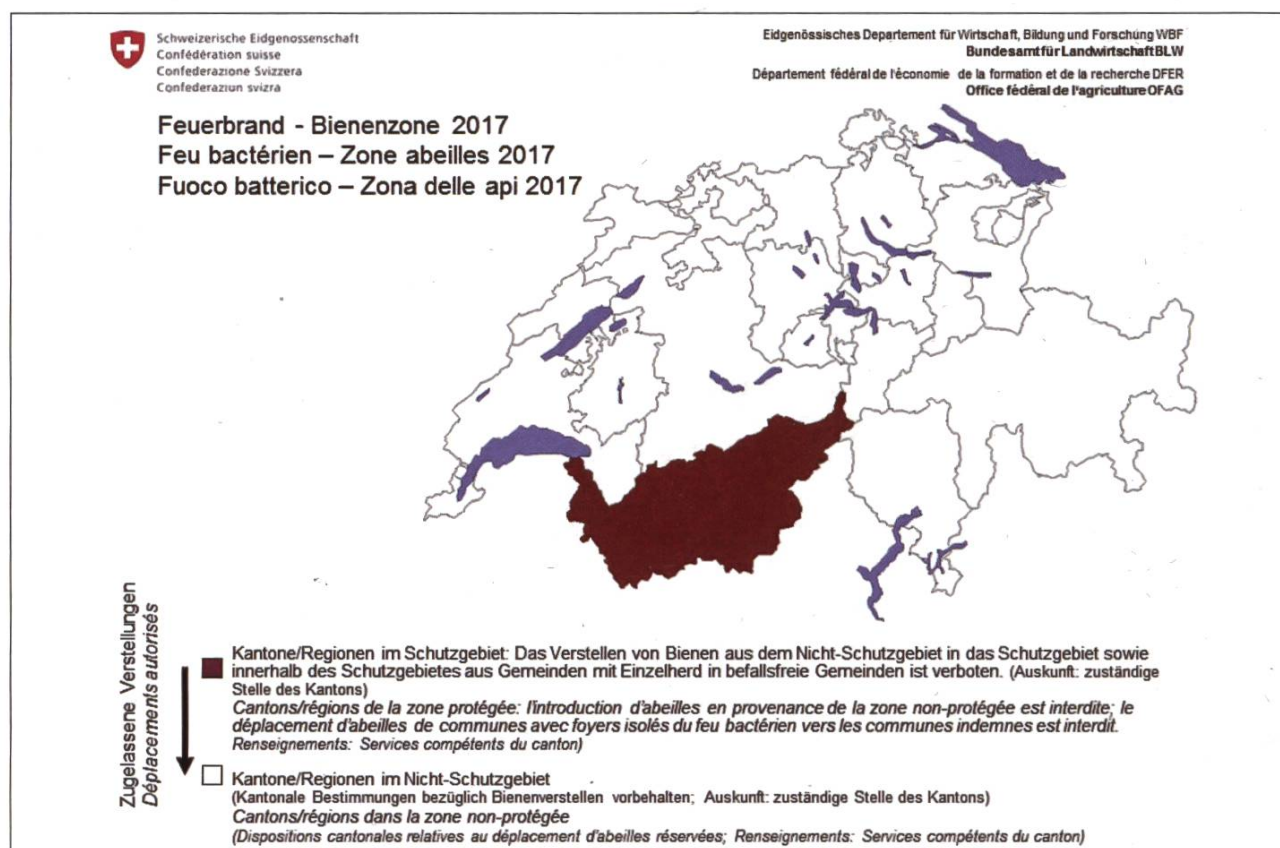 Schweizerische Eidgenossenschaft
Confédération suisse
Confederazione Svizzera
Confederaziun svizra
Eidgenössisches Departement für Wirtschaft, Bildung und Forschung WBF
Bundesamt für Landwirtschaft BLW
Département fédéral de l'économie de la formation et de la recherche DFER
Office fédéral de l'agriculture OFAG
Feuerbrand - Bienenzone 2017
Feu bactérien – Zone abeilles 2017
Fuoco batterico – Zona delle api 2017
Zugelassene Verstellungen
Déplacements autorisés
Kantone/Regionen im Schutzgebiet: Das Verstellen von Bienen aus dem Nicht-Schutzgebiet in das Schutzgebiet sowie
innerhalb des Schutzgebietes aus Gemeinden mit Einzelherd in befallsfreie Gemeinden ist verboten. (Auskunft: zuständige
Stelle des Kantons)
Cantons/régions de la zone protégée: l'introduction d'abeilles en provenance de la zone non-protégée est interdite; le
déplacement d'abeilles de communes avec foyers isolés du feu bactérien vers les communes indemnes est interdit.
Renseignements: Services compétents du canton)
Kantone/Regionen im Nicht-Schutzgebiet
(Kantonale Bestimmungen bezüglich Bienenverstellen vorbehalten; Auskunft: zuständige Stelle des Kantons)
Cantons/régions dans la zone non-protégée
(Dispositions cantonales relatives au déplacement d'abeilles réservées; Renseignements: Services compétents du canton)